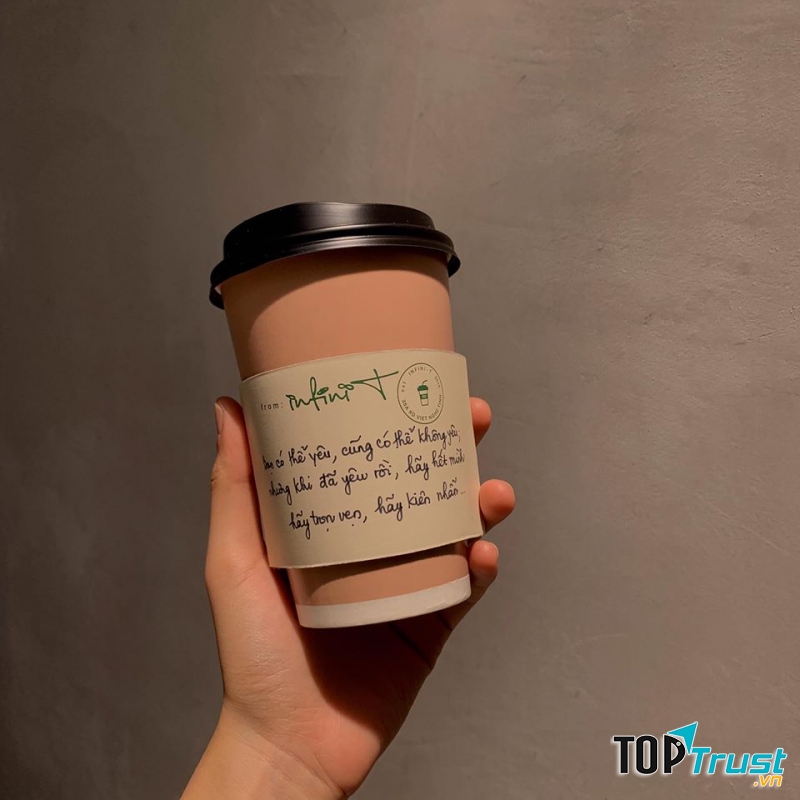 from: infiniT
bạn có thể yêu, cũng có thể không yêu,
nhưng khi đã yêu rồi, hãy hết mình
hãy trọn vẹn, hãy kiên nhẫn...
TOPTrust
.vn